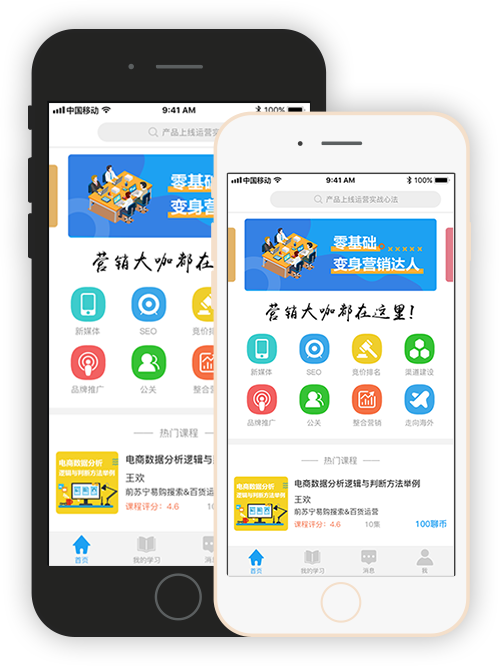 中国移动 9:41 AM 100%
产品上线运营实
零基础
变身营
营销大咖都在
新媒体 SEO 竞价排
品牌推广 公关 整合营
热门课程
电商数据分析
逻辑与判断方法举例
电商数据分析逻辑与
王欢
前苏宁易购搜索&百货运
课程评分：4.6 10
首页 我的学习 消息
中国移动 9:41 AM 100%
产品上线运营实战心法
零基础
变身营销达人
营销大咖都在这里!
新媒体 SEO 竞价排名 渠道建设
品牌推广 公关 整合营销 走向海外
热门课程
电商数据分析
逻辑与判断方法举例
电商数据分析逻辑与判断方法举例
王欢
前苏宁易购搜索&百货运营
课程评分：4.6 10集 100聊币
首页 我的学习 消息 我